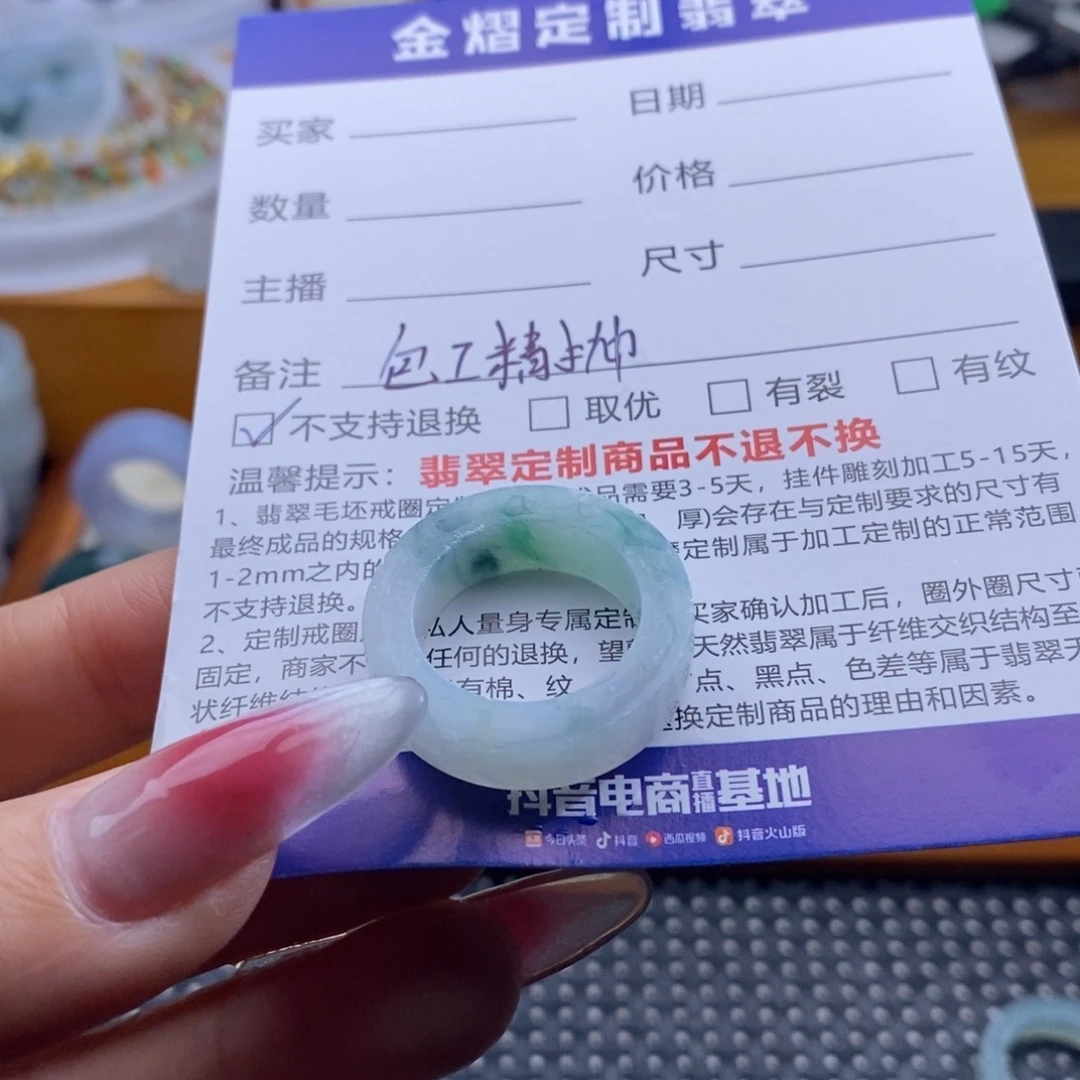 金熠定制翡翠
买家 日期
数量 价格
主播 尺寸
备注 包工精抛
不支持退换 取优 有裂 有纹
温馨提示：翡翠定制商品不退不换
1、翡翠毛坯戒圈定 品需要3-5天，挂件雕刻加工5-15天，
最终成品的规格 厚)会存在与定制要求的尺寸有
1-2mm之内的 定制属于加工定制的正常范围
不支持退换。
2、定制戒圈 私人量身专属定制 买家确认加工后，圈外圈尺寸
固定，商家不 任何的退换，望 天然翡翠属于纤维交织结构至
状纤维结 有棉、纹 点、黑点、色差等属于翡翠天
换定制商品的理由和因素。
抖音电商直播基地
今日头条 抖音 西瓜视频 抖音火山版